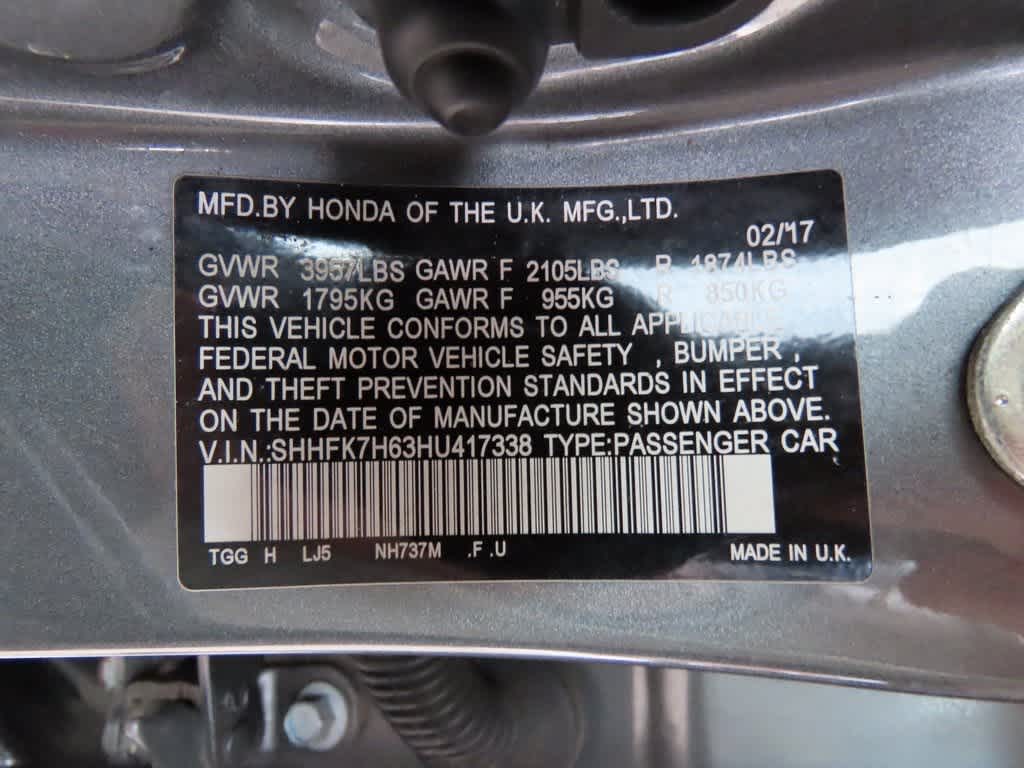 MFD.BY HONDA OF THE U.K. MFG.,LTD.
02/17
GVWR 3957LBS GAWR F 2105LBS R 1874LBS
GVWR 1795KG GAWR F 955KG R 850KG
THIS VEHICLE CONFORMS TO ALL APPLICABLE
FEDERAL MOTOR VEHICLE SAFETY , BUMPER ,
AND THEFT PREVENTION STANDARDS IN EFFECT
ON THE DATE OF MANUFACTURE SHOWN ABOVE.
V.I.N.:SHHFK7H63HU417338 TYPE:PASSENGER CAR
TGG H LJ5 NH737M .F .U MADE IN U.K.